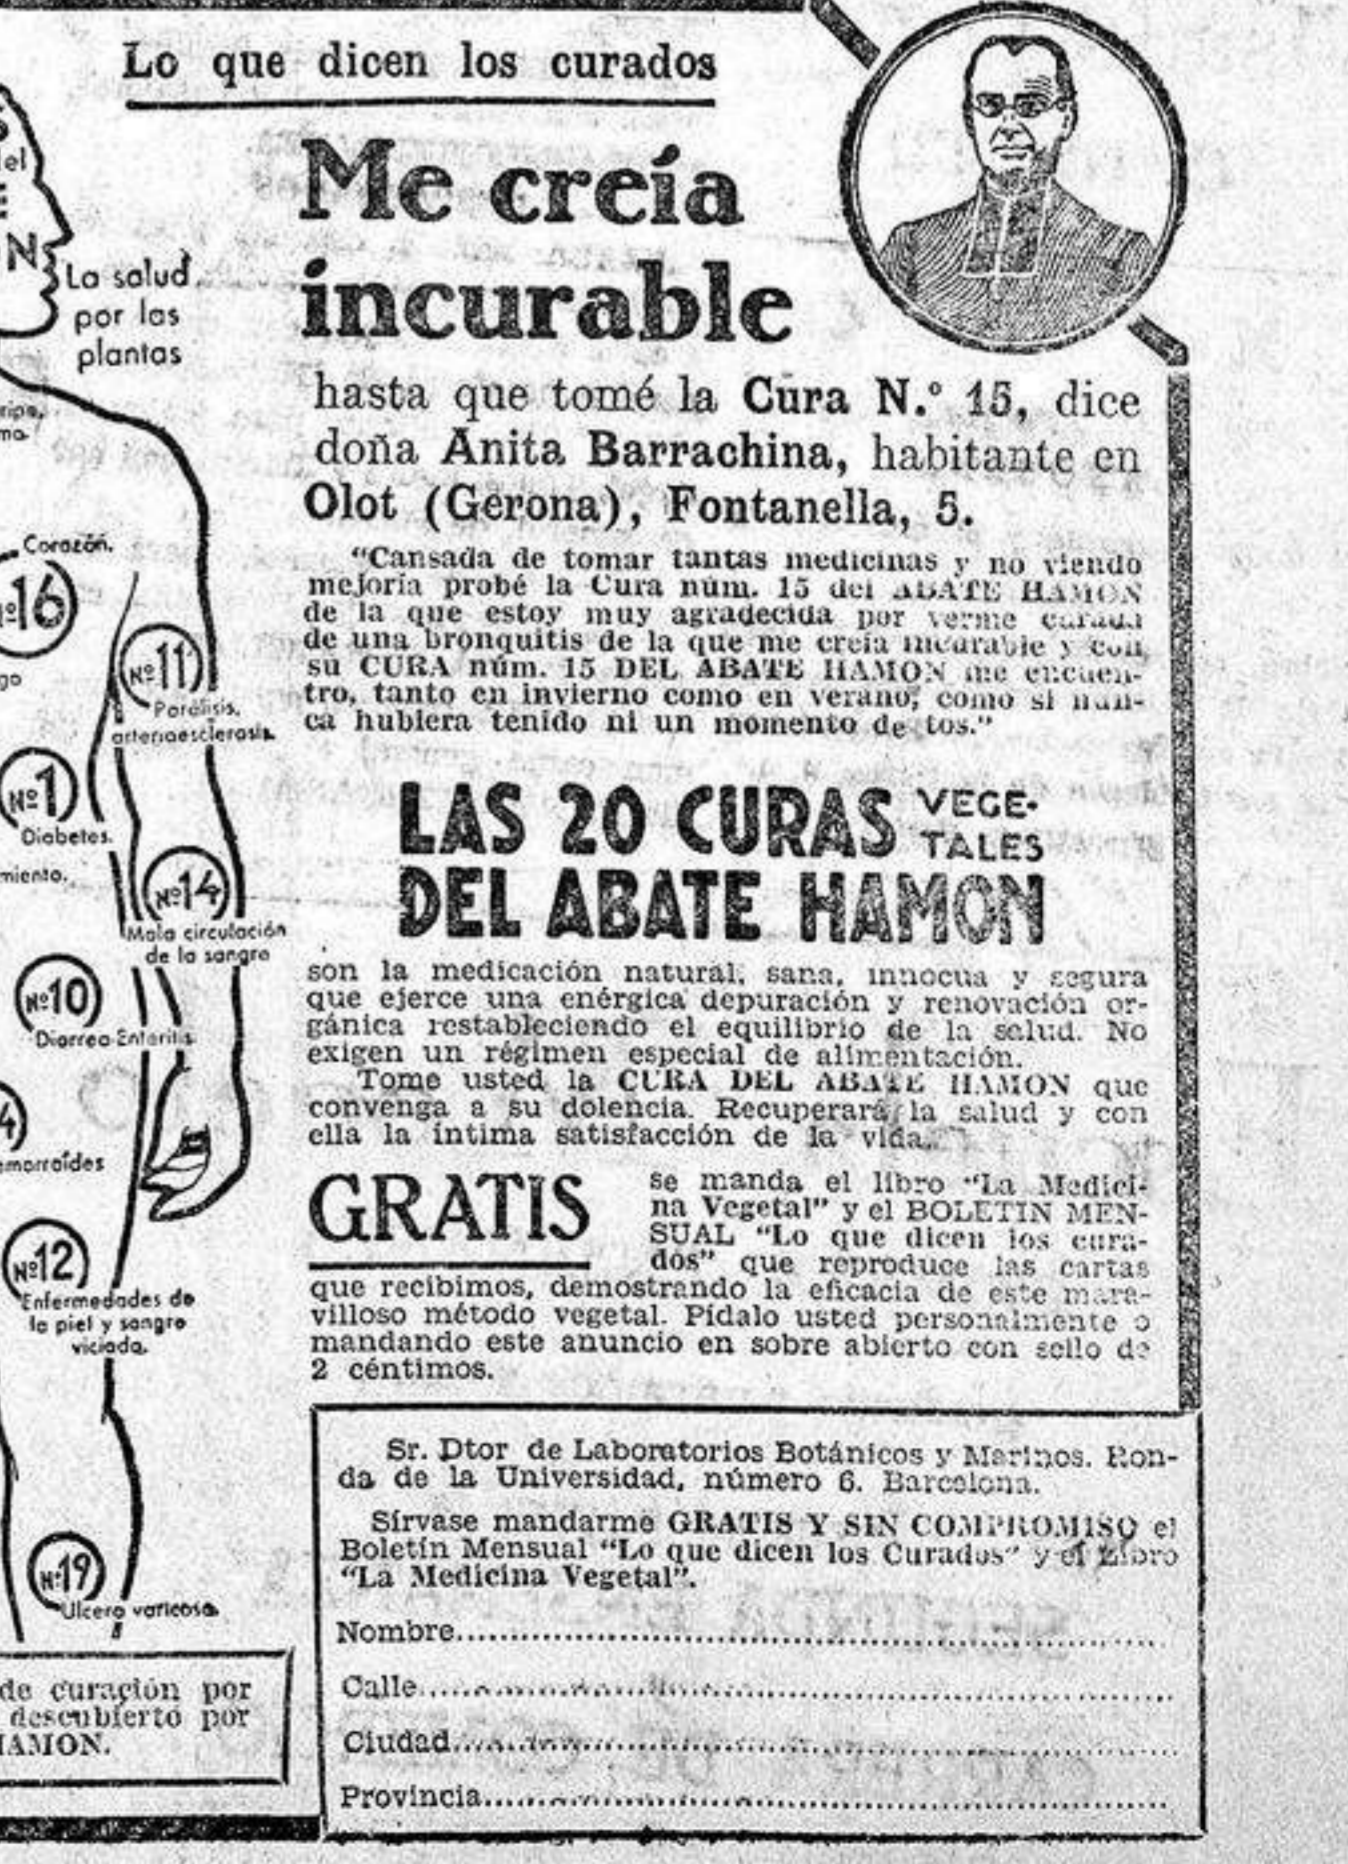 Lo que dicen los curados
Me creía
incurable
hasta que tomé la Cura N.º 15, dice
doña Anita Barrachina, habitante en
Olot (Gerona), Fontanella, 5.
"Cansada de tomar tantas medicinas y no viendo
mejoría probé la Cura núm. 15 del ABATE HAMON
de la que estoy muy agradecida por verme curada
de una bronquitis de la que me creía incurable y con
su CURA núm. 15 DEL ABATE HAMON me encuen-
tro, tanto en invierno como en verano, como si nun-
ca hubiera tenido ni un momento de tos."
LAS 20 CURAS VEGE-
TALES
DEL ABATE HAMON
son la medicación natural, sana, innocua y segura
que ejerce una enérgica depuración y renovación or-
gánica restableciendo el equilibrio de la salud. No
exigen un régimen especial de alimentación.
Tome usted la CURA DEL ABATE HAMON que
convenga a su dolencia. Recuperará la salud y con
ella la íntima satisfacción de la vida.
GRATIS
se manda el libro "La Medici-
na Vegetal" y el BOLETIN MEN-
SUAL "Lo que dicen los cura-
dos" que reproduce las cartas
que recibimos, demostrando la eficacia de este mara-
villoso método vegetal. Pídalo usted personalmente o
mandando este anuncio en sobre abierto con sello de
2 céntimos.
Sr. Dtor de Laboratorios Botánicos y Marinos. Ron-
da de la Universidad, número 6. Barcelona.
Sírvase mandarme GRATIS Y SIN COMPROMISO el
Boletín Mensual "Lo que dicen los Curados" y el Libro
"La Medicina Vegetal".
Nombre
Calle
Ciudad
Provincia
el
N
La salud
por las
plantas
Corazón.
Nº16
Nº11
Parálisis,
arterioesclerosis.
Nº1
Diabetes.
miento.
Nº14
Mala circulación
de la sangre
Nº10
Diarrea Enteritis
4
emorroides
Nº12
Enfermedades de
la piel y sangre
viciada.
Nº19
Ulcera varicosa.
de curación por
descubierto por
HAMON.